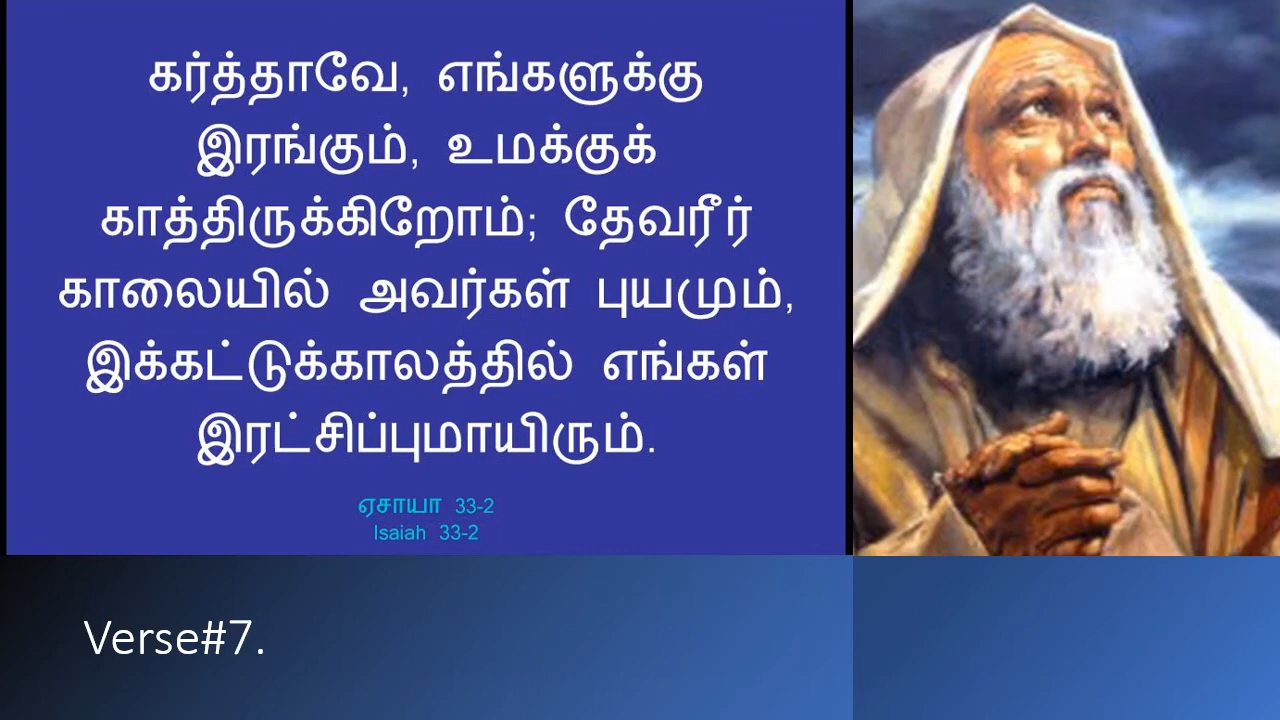 கர்த்தாவே, எங்களுக்கு
இரங்கும், உமக்குக்
காத்திருக்கிறோம்; தேவரீர்
காலையில் அவர்கள் புயமும்,
இக்கட்டுக்காலத்தில் எங்கள்
இரட்சிப்புமாயிரும்.
ஏசாயா 33-2
Isaiah 33-2
Verse#7.